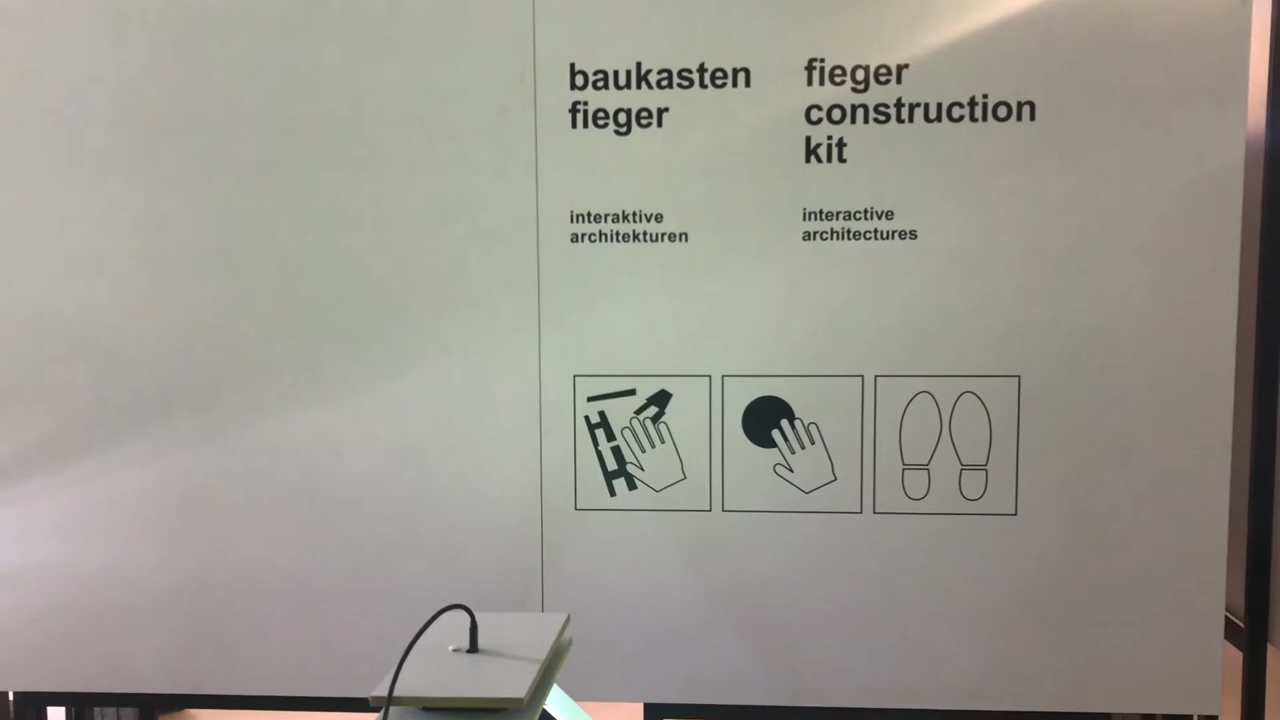 baukasten
fieger
fieger
construction
kit
interaktive
architekturen
interactive
architectures